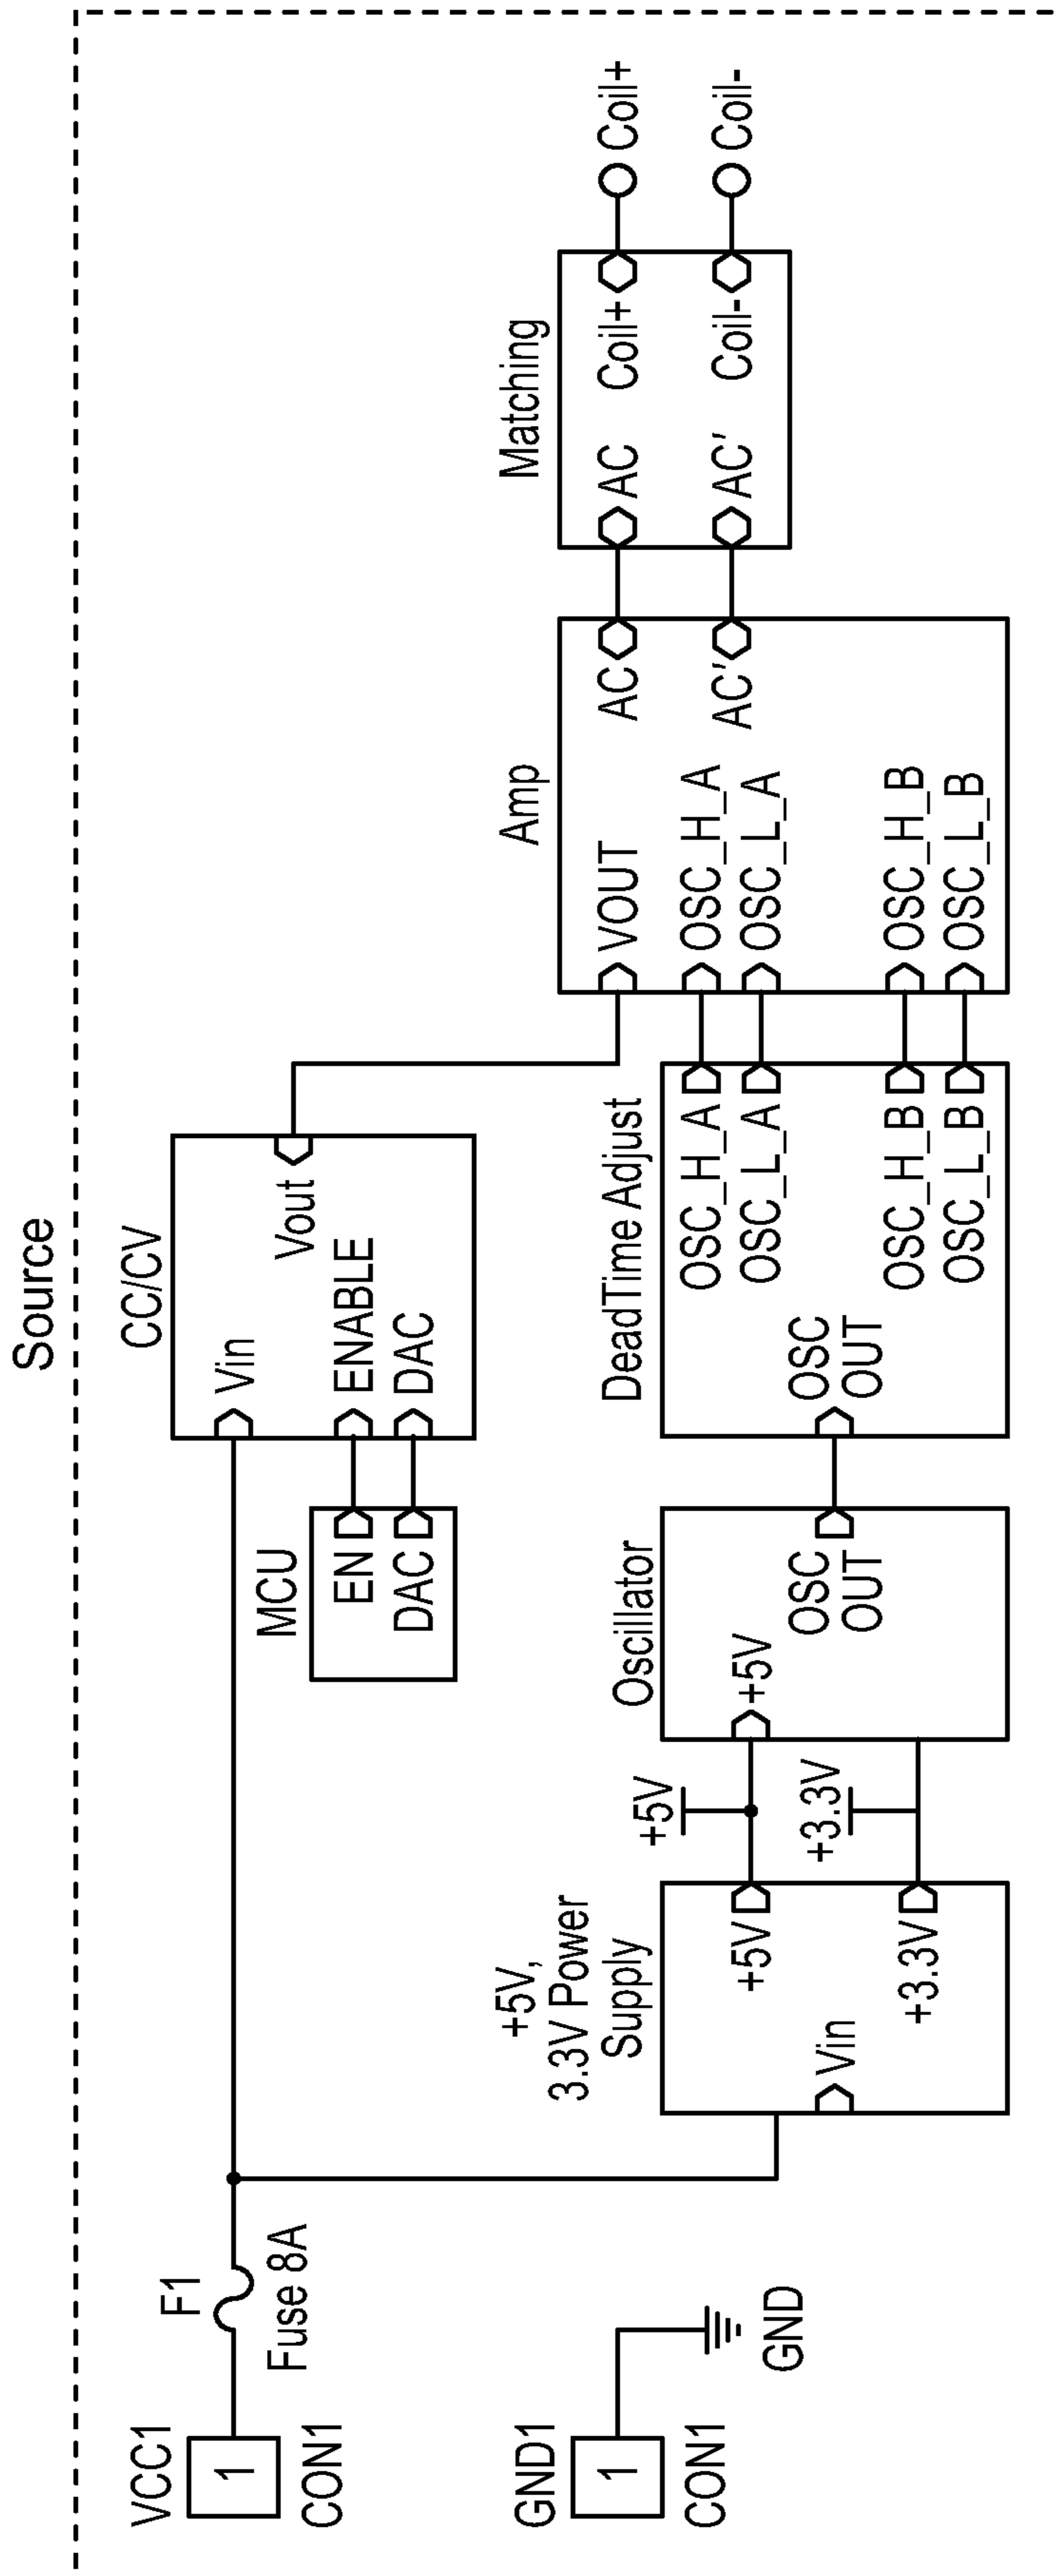 Source
VCC1
1
CON1
F1
Fuse 8A
GND1
1
CON1
GND
+5V,
3.3V Power
Supply
Vin
+5V
+3.3V
+5V
+3.3V
Oscillator
+5V
OSC
OUT
MCU
EN
DAC
CC/CV
Vin
ENABLE
DAC
Vout
DeadTime Adjust
OSC
OUT
OSC_H_A
OSC_L_A
OSC_H_B
OSC_L_B
Amp
VOUT
OSC_H_A
OSC_L_A
OSC_H_B
OSC_L_B
AC
AC'
Matching
AC
AC'
Coil+
Coil-
Coil+
Coil-